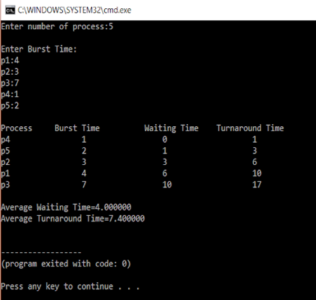 C:\WINDOWS\SYSTEM32\cmd.exe
Enter number of process:5
Enter Burst Time:
p1:4
p2:3
p3:7
p4:1
p5:2
Process Burst Time Waiting Time Turnaround Time
p4 1 0 1
p5 2 1 3
p2 3 3 6
p1 4 6 10
p3 7 10 17
Average Waiting Time=4.000000
Average Turnaround Time=7.400000
------------------
(program exited with code: 0)
Press any key to continue . . .